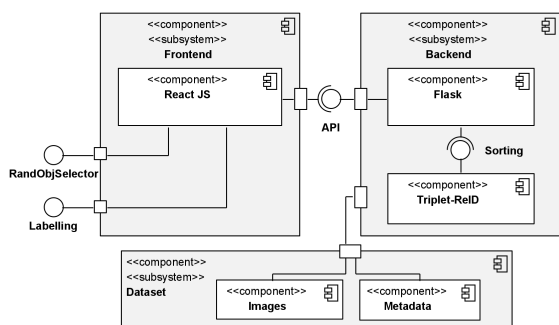 <<component>>
<<subsystem>>
Frontend
<<component>>
React JS
RandObjSelector
Labelling
API
<<component>>
<<subsystem>>
Backend
<<component>>
Flask
Sorting
<<component>>
Triplet-ReID
<<component>>
<<subsystem>>
Dataset
<<component>>
Images
<<component>>
Metadata